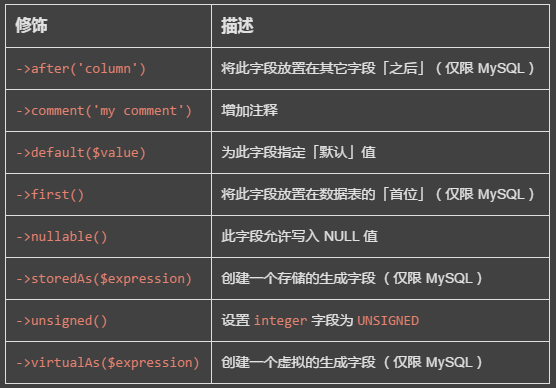 修饰 描述
->after('column') 将此字段放置在其它字段「之后」（仅限 MySQL）
->comment('my comment') 增加注释
->default($value) 为此字段指定「默认」值
->first() 将此字段放置在数据表的「首位」（仅限 MySQL）
->nullable() 此字段允许写入 NULL 值
->storedAs($expression) 创建一个存储的生成字段 （仅限 MySQL）
->unsigned() 设置 integer 字段为 UNSIGNED
->virtualAs($expression) 创建一个虚拟的生成字段 （仅限 MySQL）